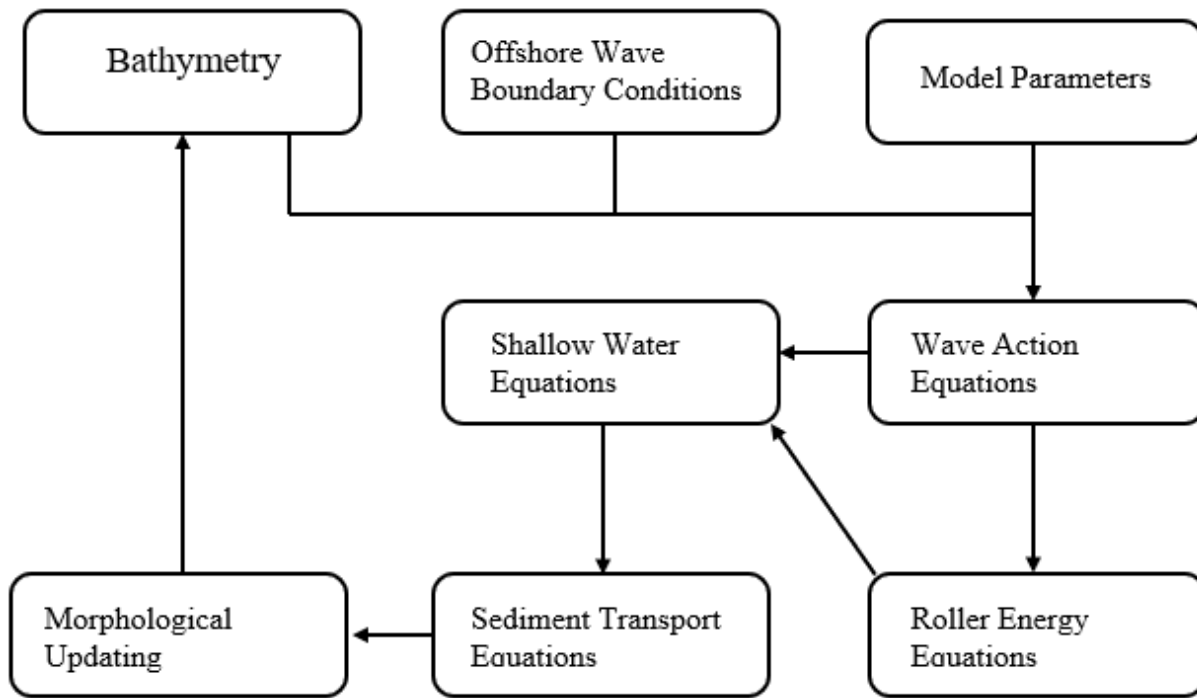 Bathymetry
Offshore Wave
Boundary Conditions
Model Parameters
Shallow Water
Equations
Wave Action
Equations
Morphological
Updating
Sediment Transport
Equations
Roller Energy
Equations